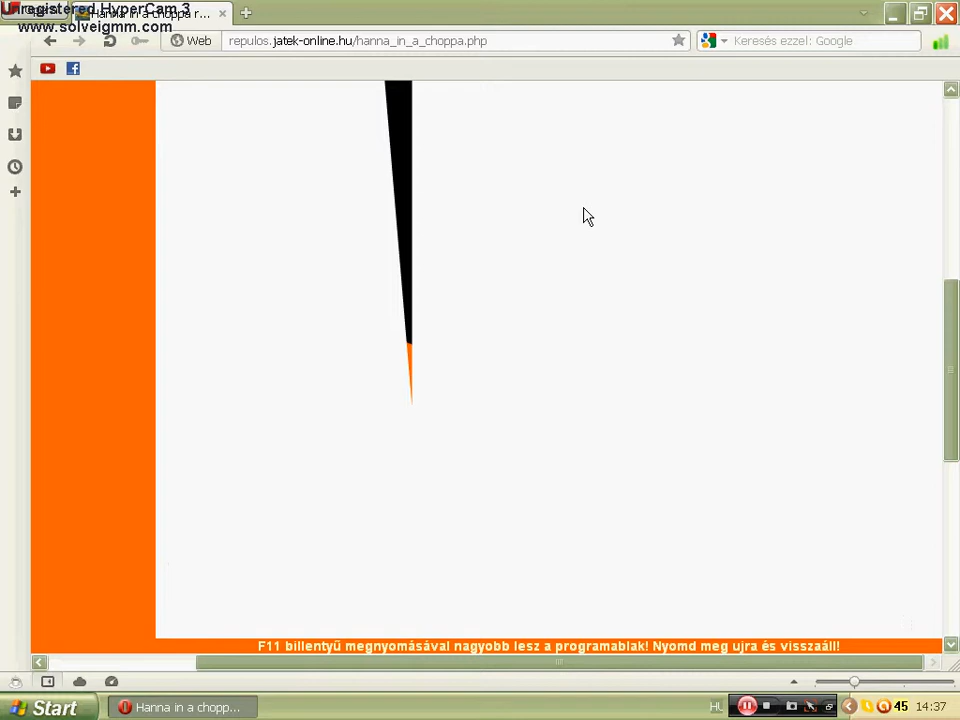 Unregistered HyperCam 3
www.solveigmm.com
Hanna in a choppa r...
Web
repulos.jatek-online.hu/hanna_in_a_choppa.php
Keresés ezzel: Google
F11 billentyű megnyomásával nagyobb lesz a programablak! Nyomd meg ujra és visszaáll!
Start
Hanna in a chopp...
HU
45
14:37